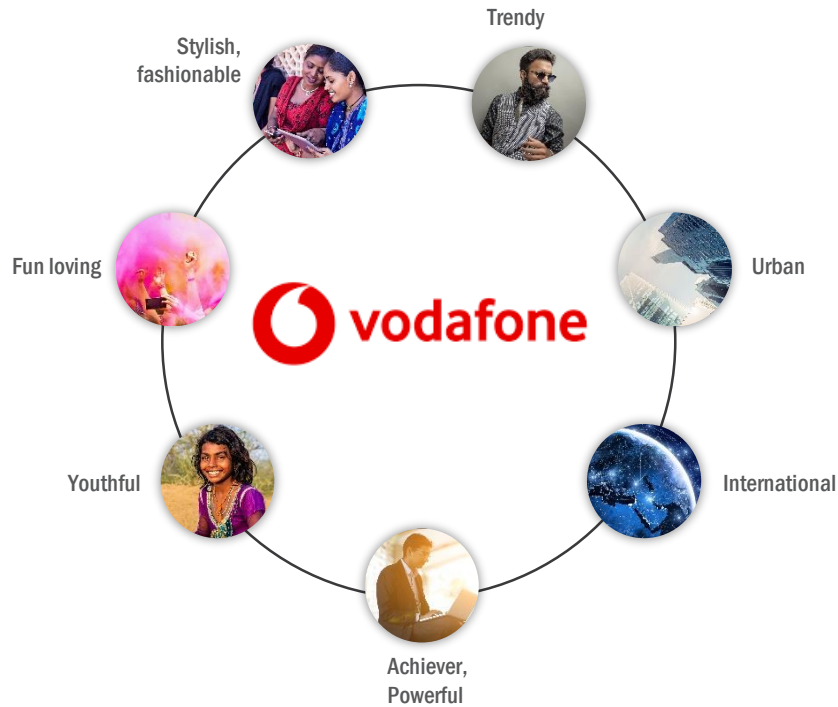 Trendy
Stylish,
fashionable
Fun loving
Urban
vodafone
Youthful
International
Achiever,
Powerful